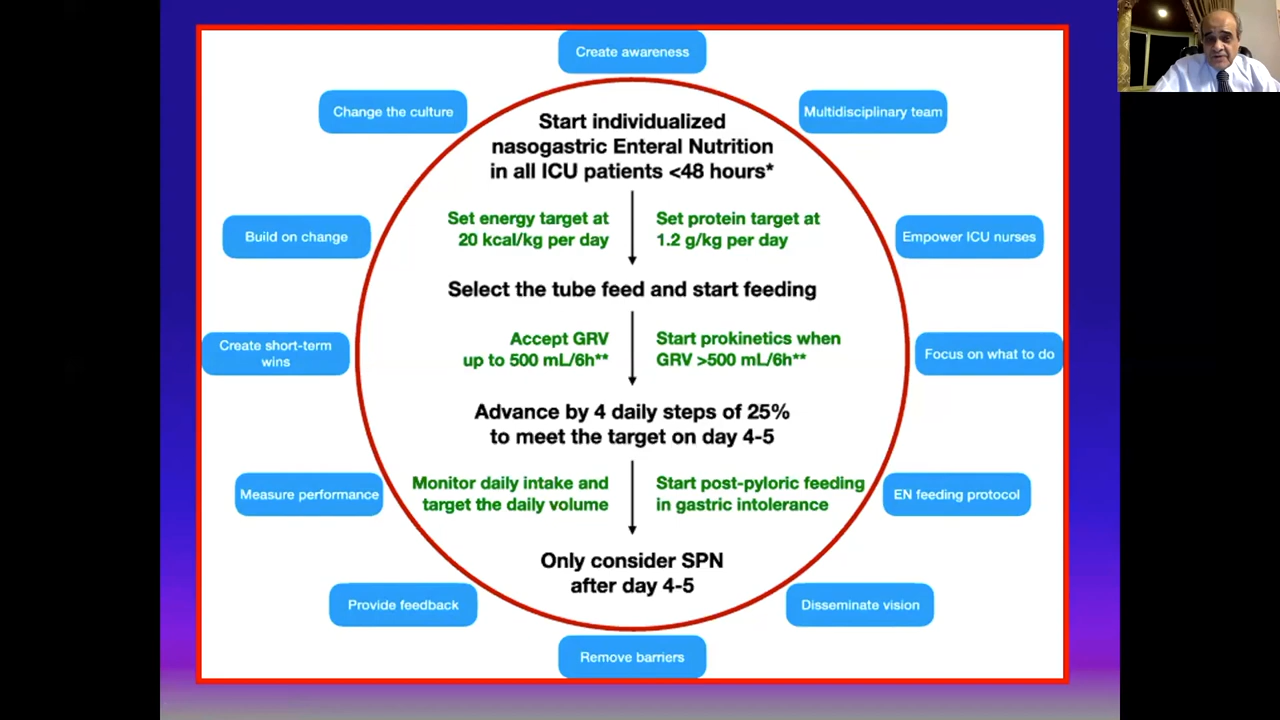 Create awareness
Change the culture
Multidisciplinary team
Start individualized
nasogastric Enteral Nutrition
in all ICU patients <48 hours*
Set energy target at
20 kcal/kg per day
Set protein target at
1.2 g/kg per day
Build on change
Empower ICU nurses
Select the tube feed and start feeding
Create short-term
wins
Accept GRV
up to 500 mL/6h**
Start prokinetics when
GRV >500 mL/6h**
Focus on what to do
Advance by 4 daily steps of 25%
to meet the target on day 4-5
Measure performance
Monitor daily intake and
target the daily volume
Start post-pyloric feeding
in gastric intolerance
EN feeding protocol
Only consider SPN
after day 4-5
Provide feedback
Disseminate vision
Remove barriers